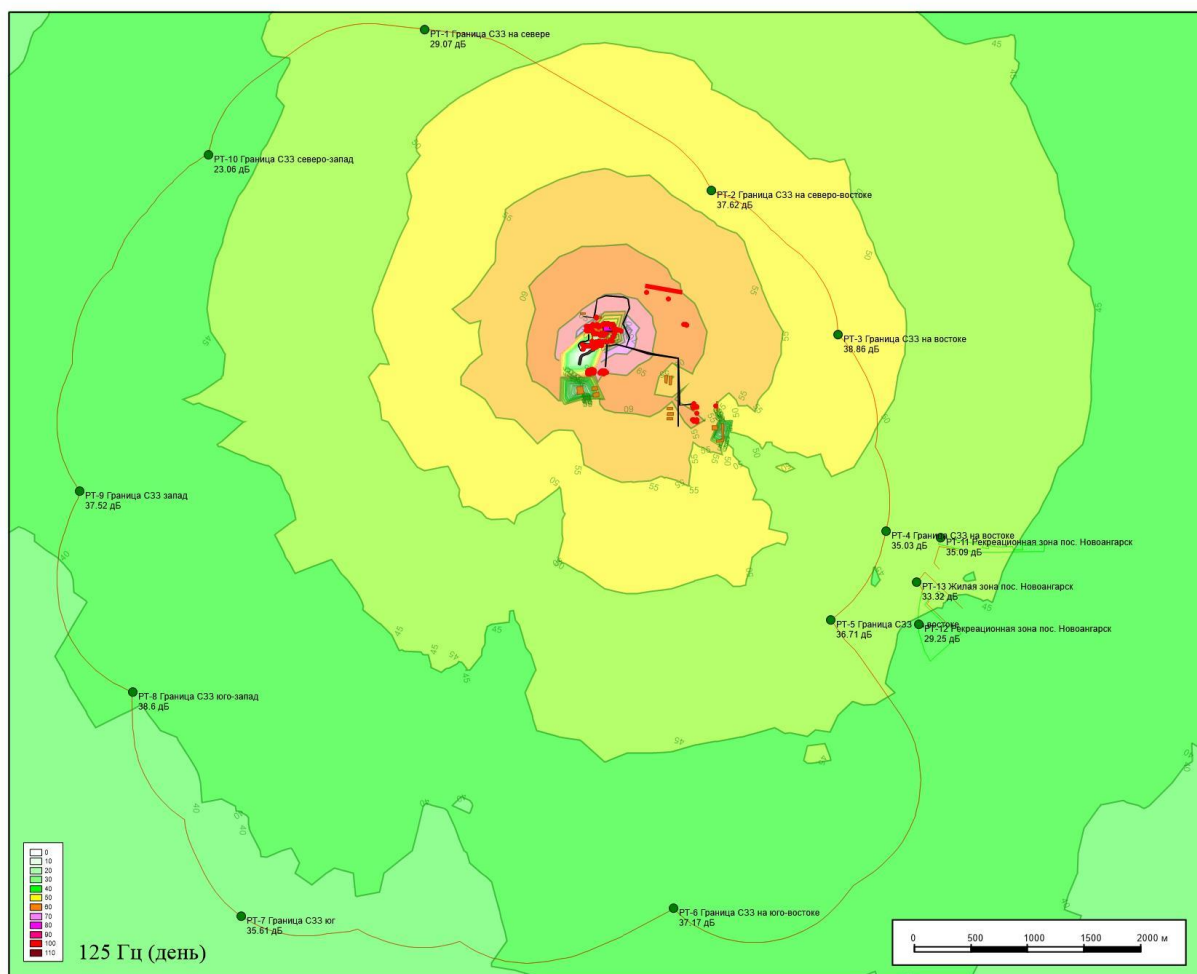 РТ-1 Граница СЗЗ на севере
29.07 дБ
РТ-10 Граница СЗЗ северо-запад
23.06 дБ
РТ-2 Граница СЗЗ на северо-востоке
37.62 дБ
РТ-3 Граница СЗЗ на востоке
38.86 дБ
РТ-9 Граница СЗЗ запад
37.52 дБ
РТ-4 Граница СЗЗ на востоке
35.03 дБ
РТ-11 Рекреационная зона пос. Новоангарск
35.09 дБ
РТ-13 Жилая зона пос. Новоангарск
33.32 дБ
РТ-5 Граница СЗЗ на востоке
36.71 дБ
РТ-12 Рекреационная зона пос. Новоангарск
29.25 дБ
РТ-8 Граница СЗЗ юго-запад
38.6 дБ
РТ-7 Граница СЗЗ юг
35.61 дБ
РТ-6 Граница СЗЗ на юго-востоке
37.17 дБ
0
10
20
30
40
50
60
70
80
90
100
110
125 Гц (день)
0 500 1000 1500 2000 м